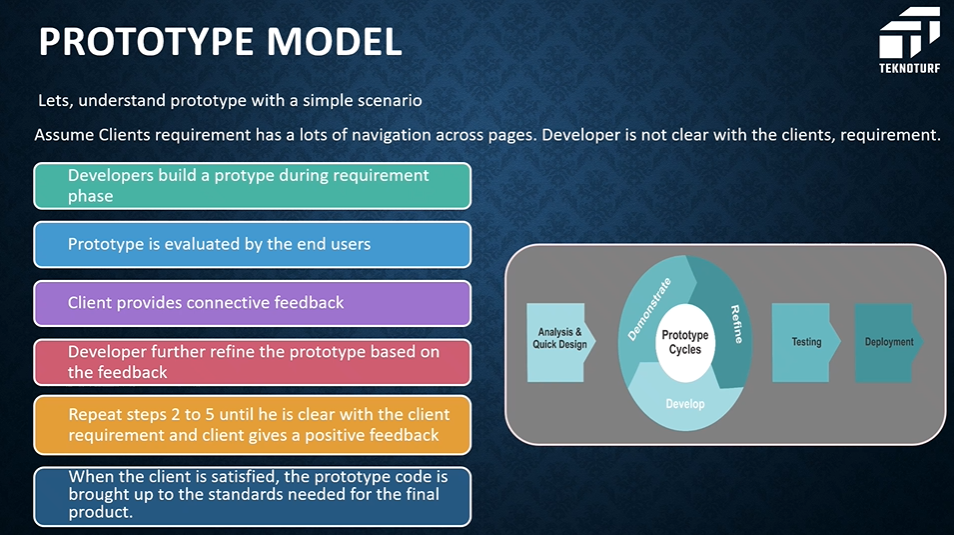 PROTOTYPE MODEL
TEKNOTURF
Lets, understand prototype with a simple scenario
Assume Clients requirement has a lots of navigation across pages. Developer is not clear with the clients, requirement.
Developers build a protype during requirement
phase
Prototype is evaluated by the end users
Client provides connective feedback
Developer further refine the prototype based on
the feedback
Repeat steps 2 to 5 until he is clear with the client
requirement and client gives a positive feedback
When the client is satisfied, the prototype code is
brought up to the standards needed for the final
product.
Analysis &
Quick Design
Demonstrate
Refine
Prototype
Cycles
Develop
Testing
Deployment